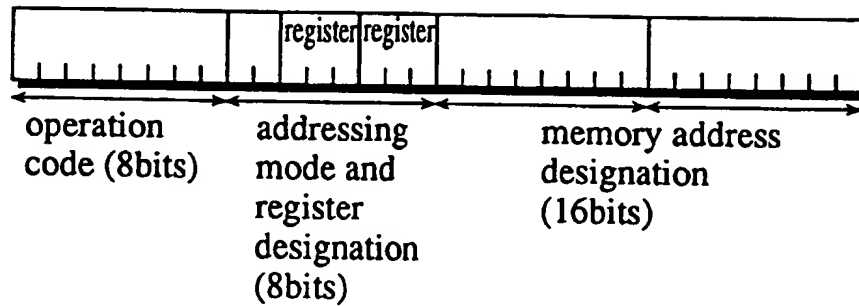 register register
operation
code (8bits)
addressing
mode and
register
designation
(8bits)
memory address
designation
(16bits)